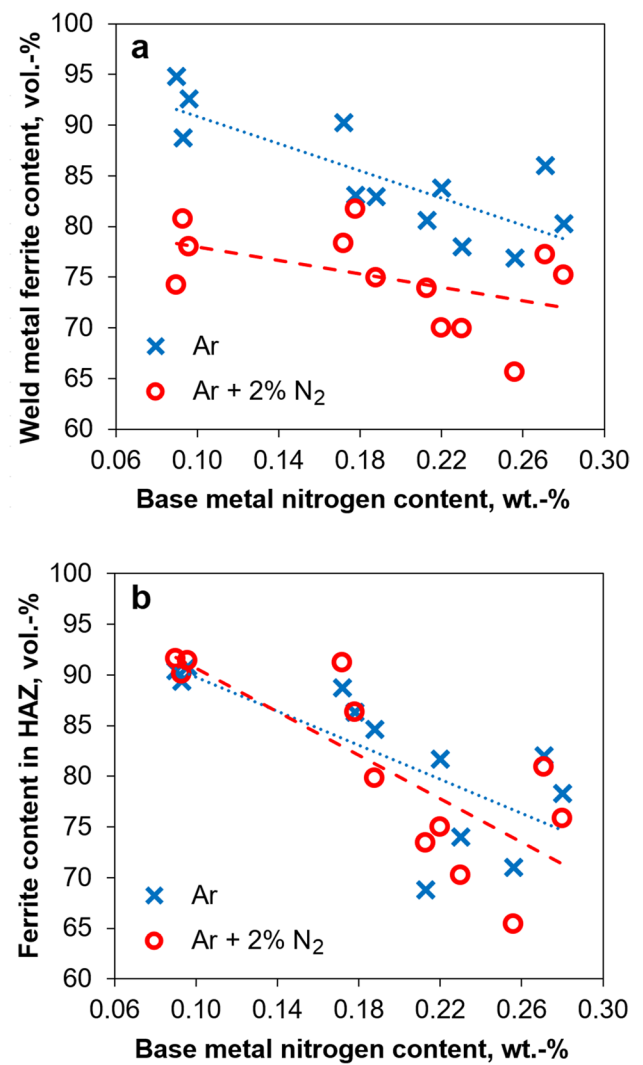 100
a
95
90
85
80
75
70
65
60
Weld metal ferrite content, vol.-%
Ar
Ar + 2% N2
0.06 0.10 0.14 0.18 0.22 0.26 0.30
Base metal nitrogen content, wt.-%
100
b
95
90
85
80
75
70
65
60
Ferrite content in HAZ, vol.-%
Ar
Ar + 2% N2
0.06 0.10 0.14 0.18 0.22 0.26 0.30
Base metal nitrogen content, wt.-%